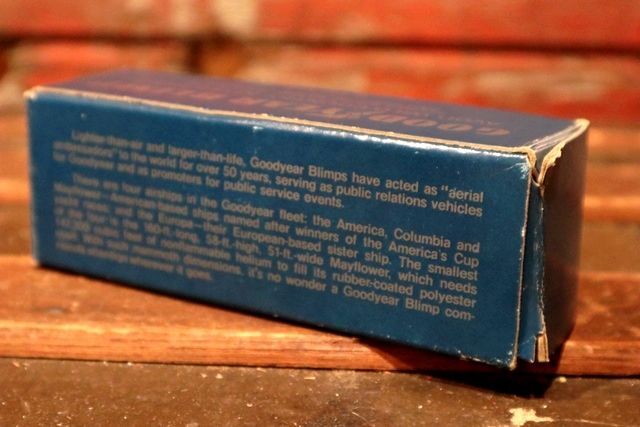 GOODYEAR
Lighter-than-air and larger-than-life, Goodyear Blimps have acted as "aerial
ambassadors" to the world for over 50 years, serving as public relations vehicles
for Goodyear and as promoters for public service events.
There are four airships in the Goodyear fleet: the America, Columbia and
Mayflower, American-based ships named after winners of the America's Cup
and the Europa—their European-based sister ship. The smallest
of the four is the 160-ft.-long, 58-ft.-high, 51-ft.-wide Mayflower, which needs
feet of nonflammable helium to fill its rubber-coated polyester
With such mammoth dimensions, it's no wonder a Goodyear Blimp com-
wherever it goes.